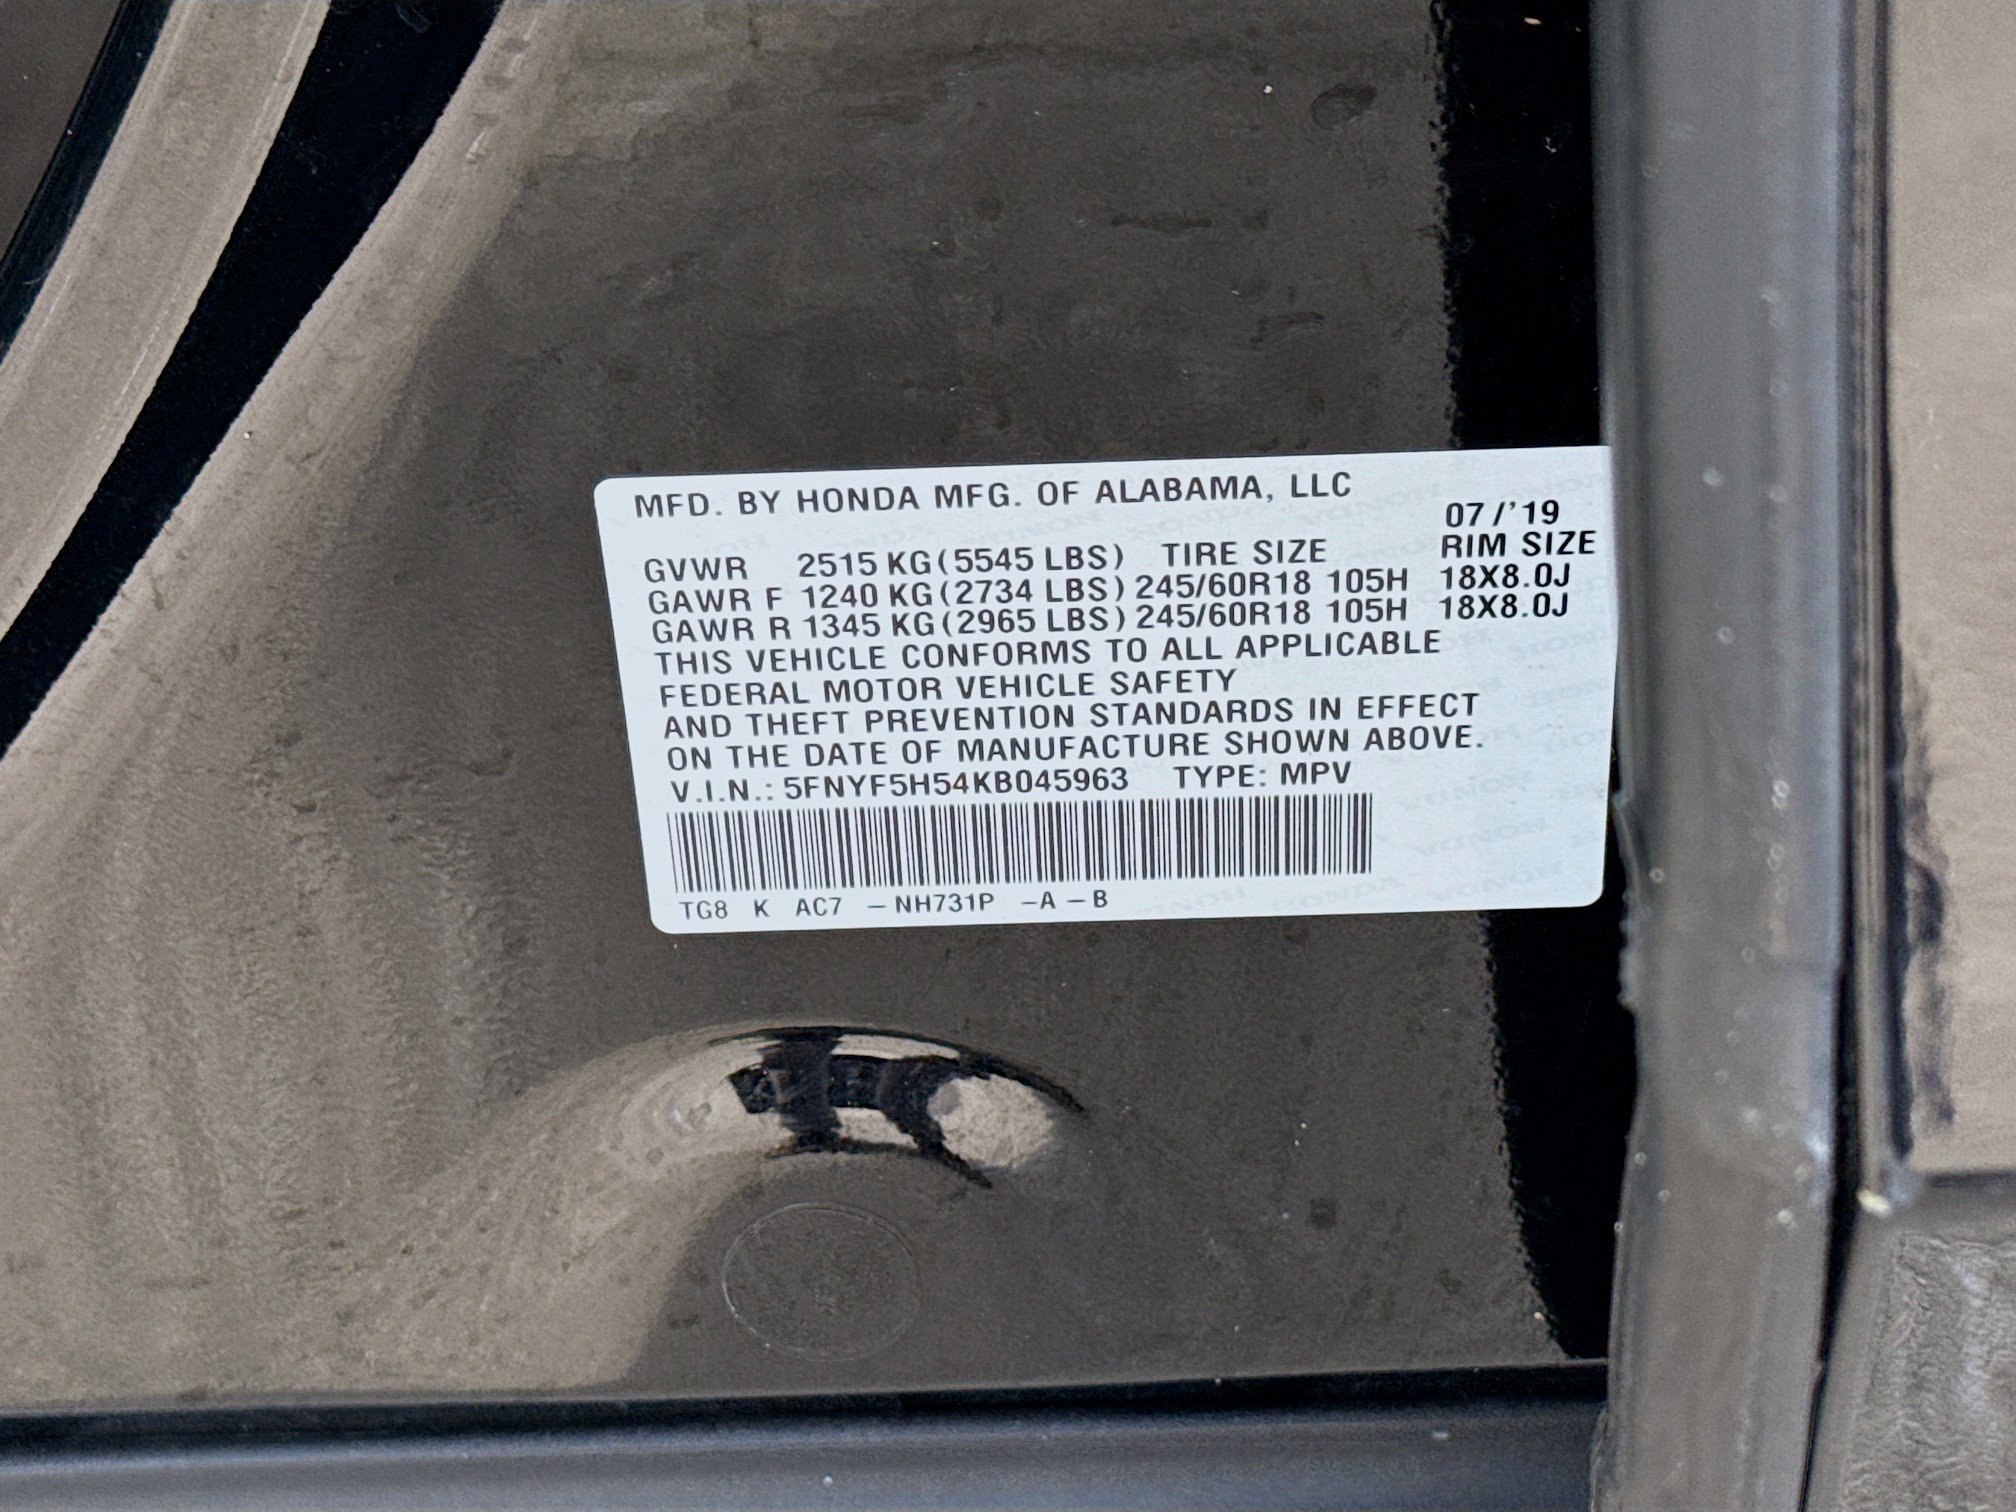 MFD. BY HONDA MFG. OF ALABAMA, LLC
07/'19
GVWR 2515 KG (5545 LBS) TIRE SIZE RIM SIZE
GAWR F 1240 KG (2734 LBS) 245/60R18 105H 18X8.0J
GAWR R 1345 KG (2965 LBS) 245/60R18 105H 18X8.0J
THIS VEHICLE CONFORMS TO ALL APPLICABLE
FEDERAL MOTOR VEHICLE SAFETY
AND THEFT PREVENTION STANDARDS IN EFFECT
ON THE DATE OF MANUFACTURE SHOWN ABOVE.
V.I.N.: 5FNYF5H54KB045963 TYPE: MPV
TG8 K AC7 -NH731P -A-B